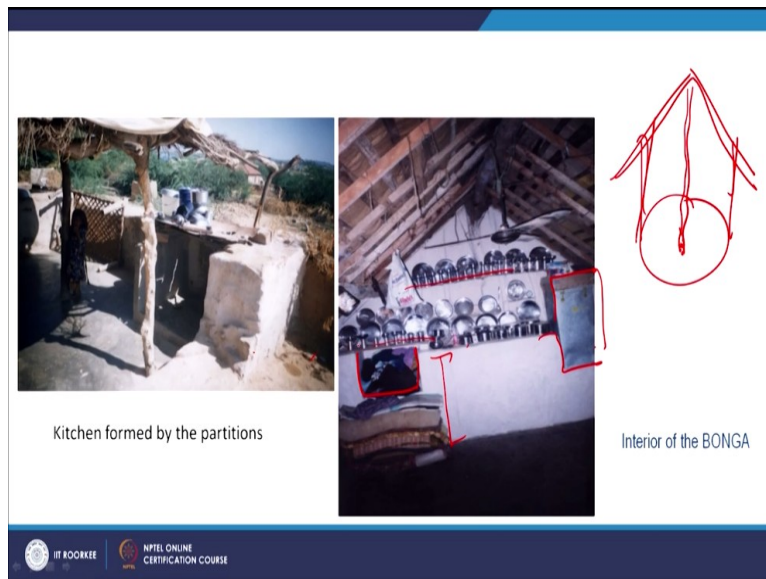 Kitchen formed by the partitions
Interior of the BONGA
IIT ROORKEE
NPTEL ONLINE
CERTIFICATION COURSE